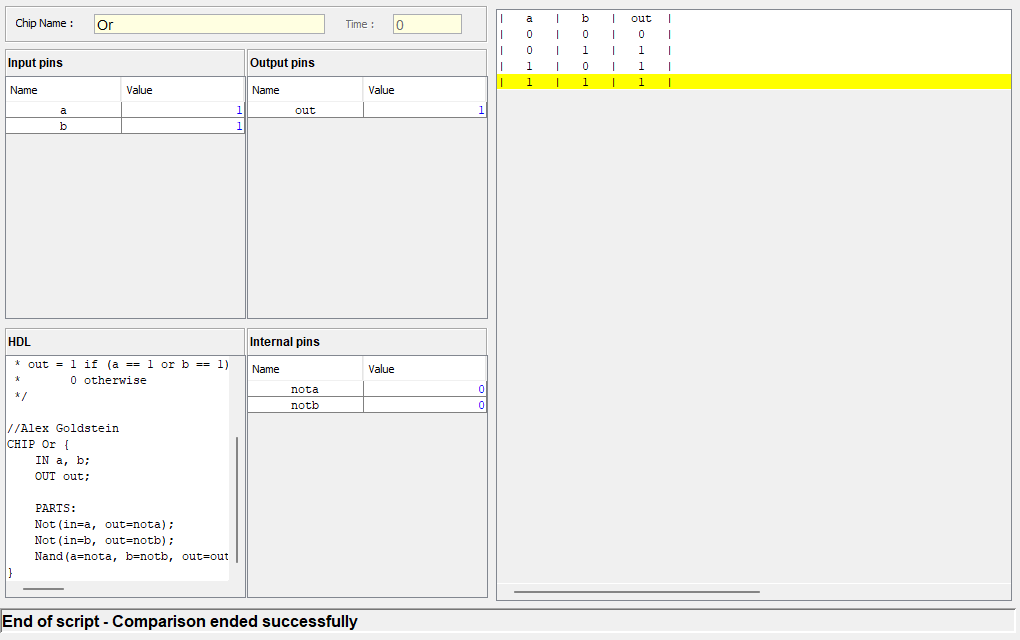 Chip Name : Or Time : 0
Input pins
Name Value
a 1
b 1
Output pins
Name Value
out 1
HDL
* out = 1 if (a == 1 or b == 1)
* 0 otherwise
*/
//Alex Goldstein
CHIP Or {
IN a, b;
OUT out;
PARTS:
Not(in=a, out=nota);
Not(in=b, out=notb);
Nand(a=nota, b=notb, out=out
}
Internal pins
Name Value
nota 0
notb 0
| a | b | out |
| 0 | 0 | 0 |
| 0 | 1 | 1 |
| 1 | 0 | 1 |
| 1 | 1 | 1 |
End of script - Comparison ended successfully